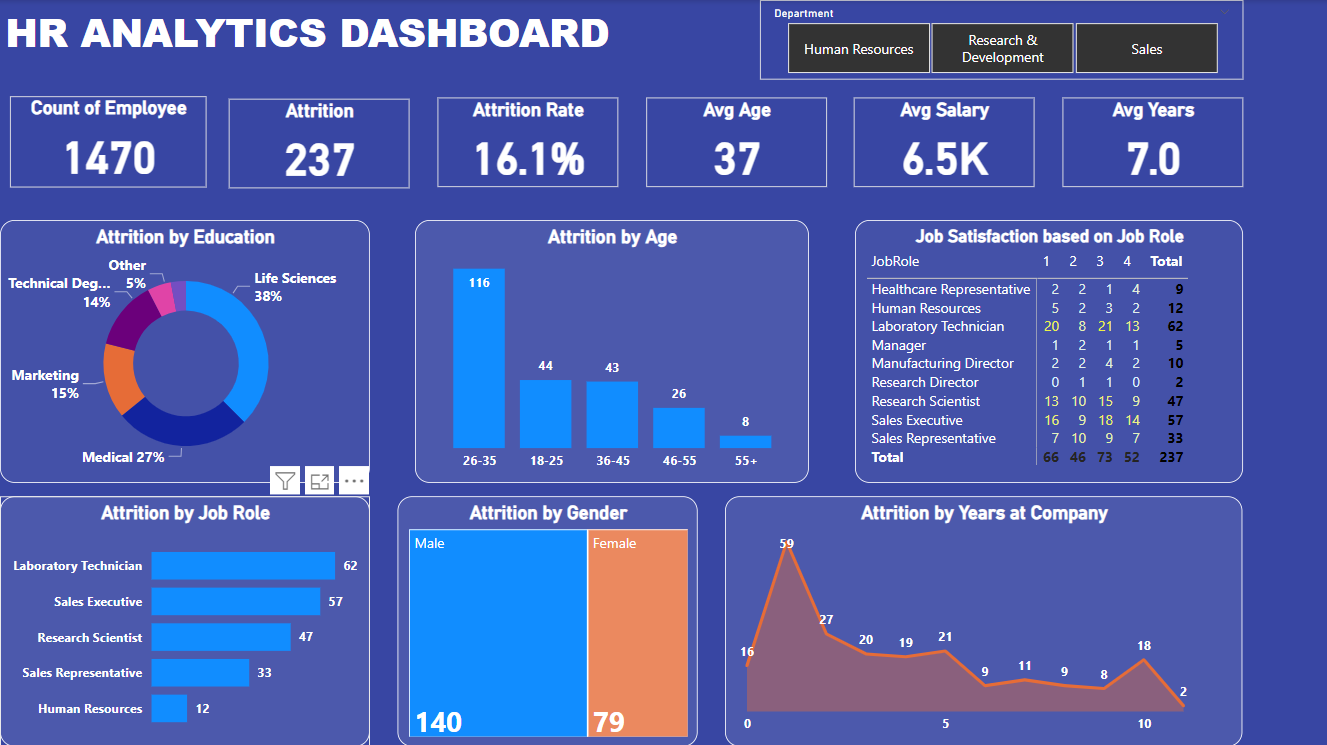 HR ANALYTICS DASHBOARD
Department
Human Resources
Research &
Development
Sales
Count of Employee
1470
Attrition
237
Attrition Rate
16.1%
Avg Age
37
Avg Salary
6.5K
Avg Years
7.0
Attrition by Education
Other
5%
Technical Deg...
14%
Life Sciences
38%
Marketing
15%
Medical 27%
Attrition by Age
116
44
43
26
8
26-35 18-25 36-45 46-55 55+
Job Satisfaction based on Job Role
JobRole 1 2 3 4 Total
Healthcare Representative 2 2 1 4 9
Human Resources 5 2 3 2 12
Laboratory Technician 20 8 21 13 62
Manager 1 2 1 1 5
Manufacturing Director 2 2 4 2 10
Research Director 0 1 1 0 2
Research Scientist 13 10 15 9 47
Sales Executive 16 9 18 14 57
Sales Representative 7 10 9 7 33
Total 66 46 73 52 237
Attrition by Job Role
Laboratory Technician 62
Sales Executive 57
Research Scientist 47
Sales Representative 33
Human Resources 12
Attrition by Gender
Male
140
Female
79
Attrition by Years at Company
16
59
27
20
19
21
9
11
9
8
18
2
0 5 10